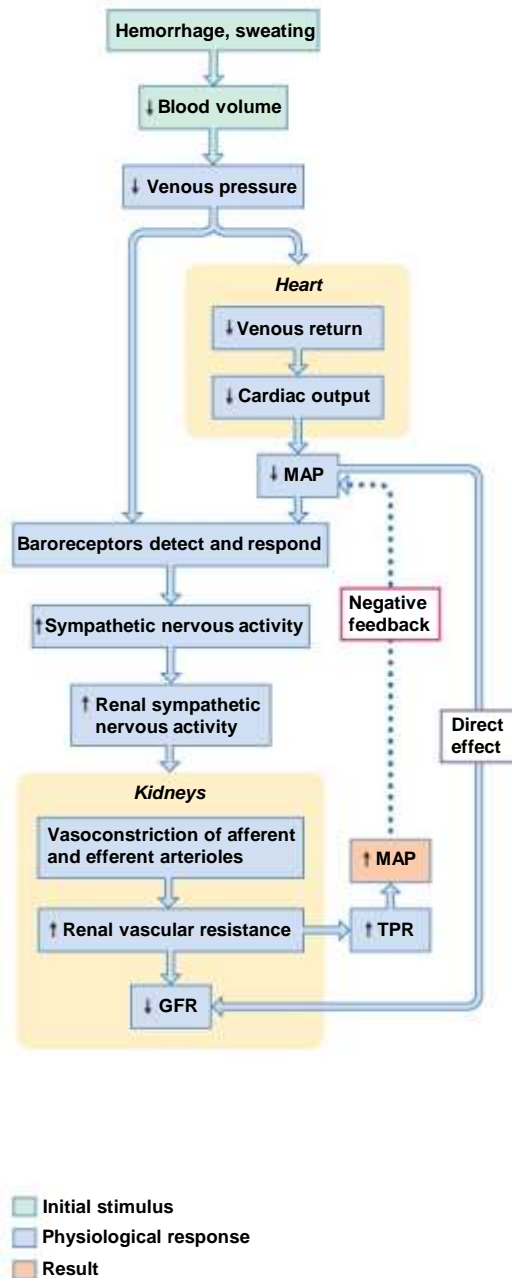 Hemorrhage, sweating
↓ Blood volume
↓ Venous pressure
Heart
↓ Venous return
↓ Cardiac output
↓ MAP
Baroreceptors detect and respond
↑ Sympathetic nervous activity
Negative
feedback
↑ Renal sympathetic
nervous activity
Direct
effect
Kidneys
Vasoconstriction of afferent
and efferent arterioles
↑ MAP
↑ Renal vascular resistance
↑ TPR
↓ GFR
Initial stimulus
Physiological response
Result